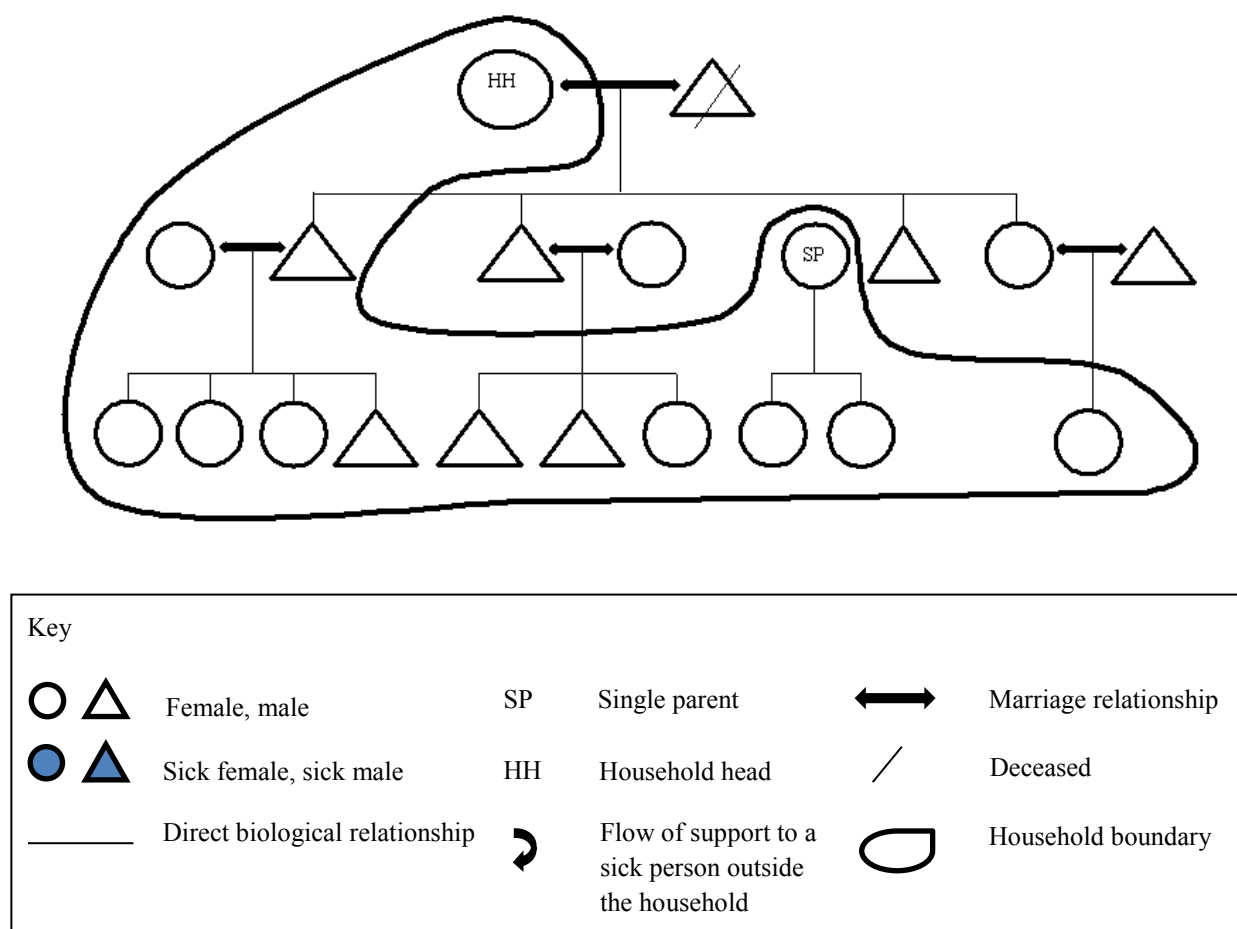 HH
SP
Key
Female, male
SP Single parent
Marriage relationship
Sick female, sick male
HH Household head
Deceased
Direct biological relationship
Flow of support to a
sick person outside
the household
Household boundary